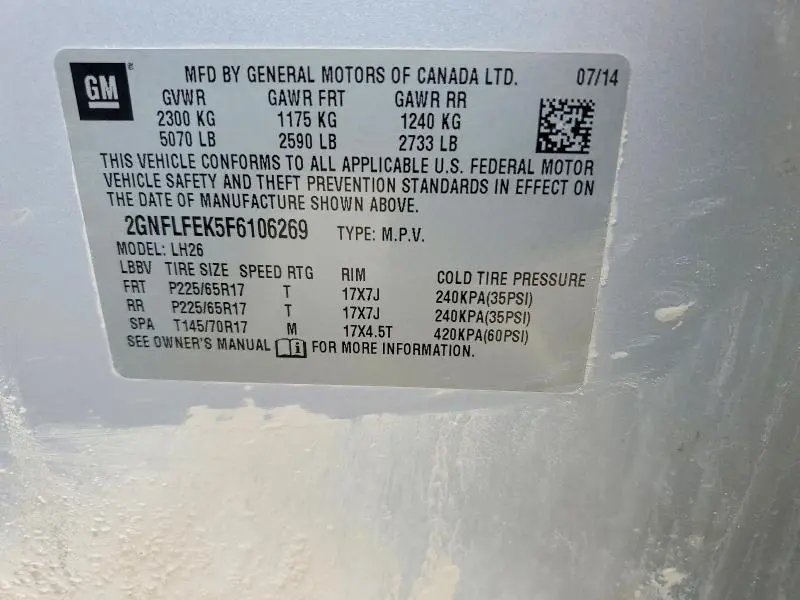 GM
MFD BY GENERAL MOTORS OF CANADA LTD. 07/14
GVWR GAWR FRT GAWR RR
2300 KG 1175 KG 1240 KG
5070 LB 2590 LB 2733 LB
THIS VEHICLE CONFORMS TO ALL APPLICABLE U.S. FEDERAL MOTOR
VEHICLE SAFETY AND THEFT PREVENTION STANDARDS IN EFFECT ON
THE DATE OF MANUFACTURE SHOWN ABOVE.
2GNFLFEK5F6106269 TYPE: M.P.V.
MODEL: LH26
LBBV TIRE SIZE SPEED RTG RIM COLD TIRE PRESSURE
FRT P225/65R17 T 17X7J 240KPA(35PSI)
RR P225/65R17 T 17X7J 240KPA(35PSI)
SPA T145/70R17 M 17X4.5T 420KPA(60PSI)
SEE OWNER'S MANUAL i FOR MORE INFORMATION.